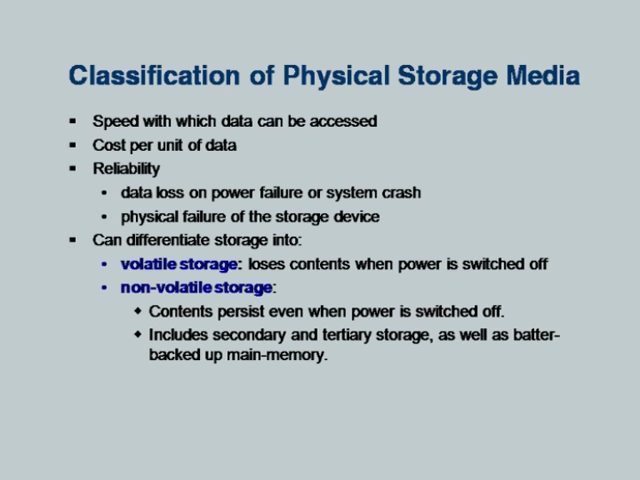 Classification of Physical Storage Media
▪ Speed with which data can be accessed
▪ Cost per unit of data
▪ Reliability
• data loss on power failure or system crash
• physical failure of the storage device
▪ Can differentiate storage into:
• volatile storage: loses contents when power is switched off
• non-volatile storage:
◆ Contents persist even when power is switched off.
◆ Includes secondary and tertiary storage, as well as batter-
backed up main-memory.